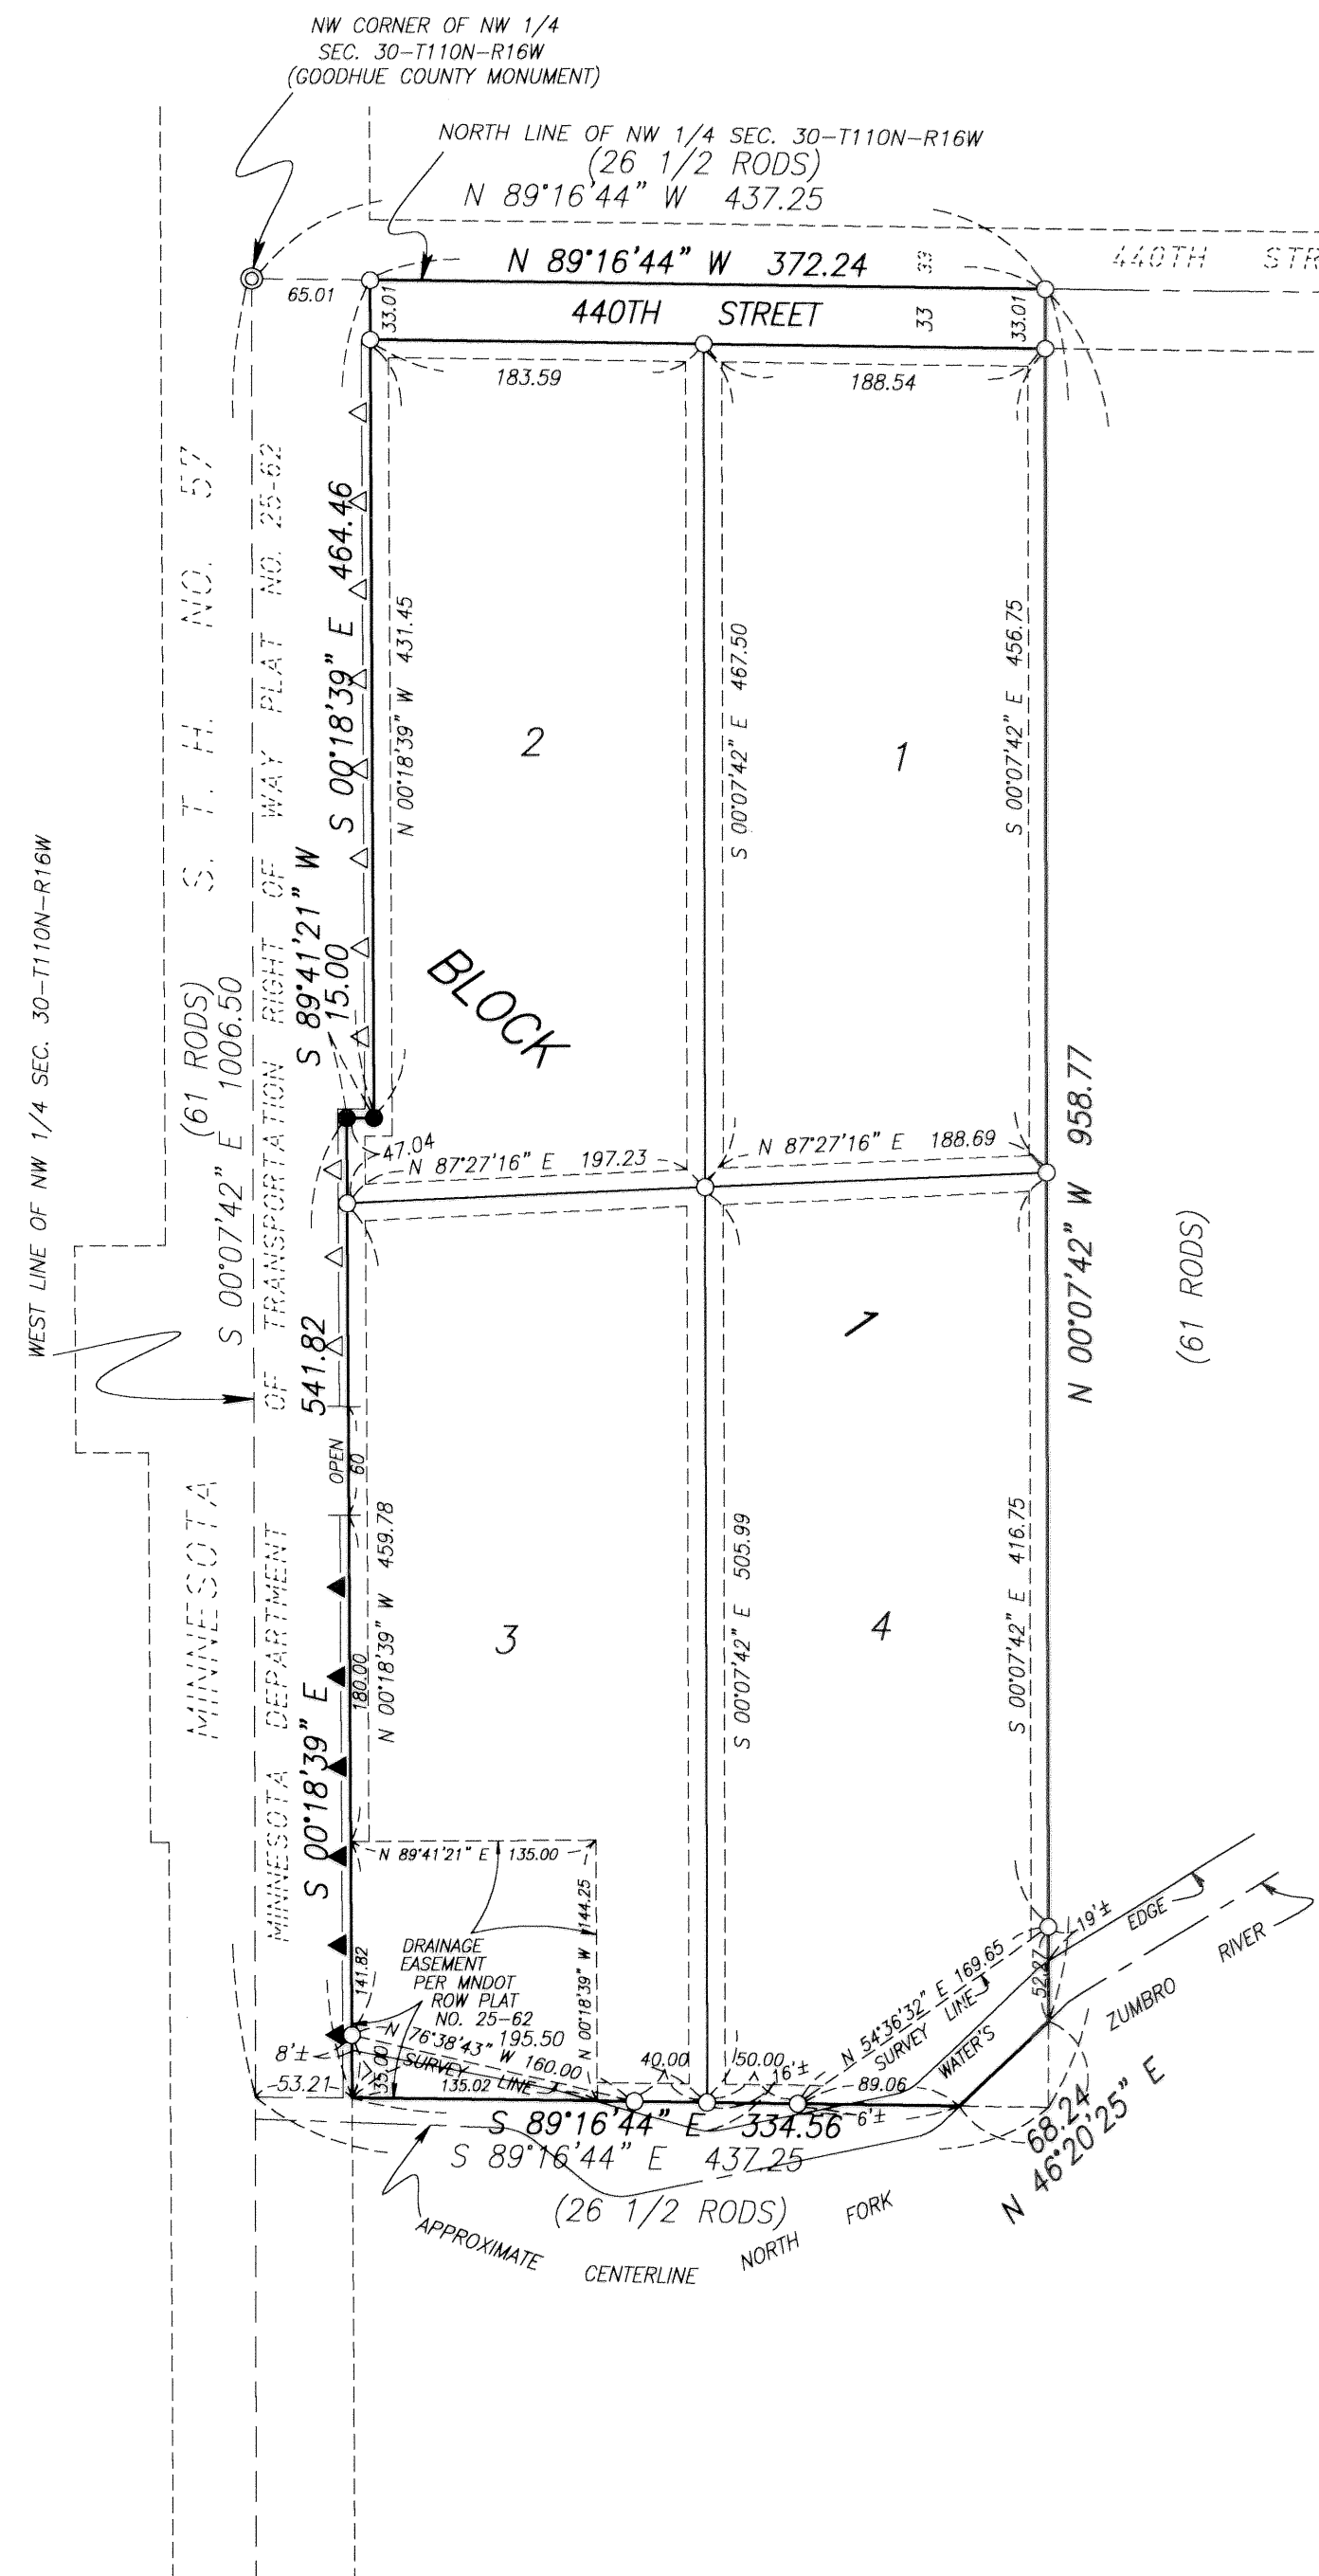 NW CORNER OF NW 1/4
SEC. 30-T110N-R16W
(GOODHUE COUNTY MONUMENT)
NORTH LINE OF NW 1/4 SEC. 30-T110N-R16W
(26 1/2 RODS)
N 89°16'44" W 437.25
N 89°16'44" W 372.24
33
440TH STR
65.01
33.01
440TH STREET
33
33.01
183.59
188.54
S. T. H. NO. 57
MINNESOTA
MINNESOTA DEPARTMENT OF TRANSPORTATION RIGHT OF WAY PLAT NO. 25-62
S 00°18'39" E 464.46
N 00°18'39" W 431.45
S 00°07'42" E 467.50
S 00°07'42" E 456.75
2
1
WEST LINE OF NW 1/4 SEC. 30-T110N-R16W
(61 RODS)
S 00°07'42" E 1006.50
S 89°41'21" W
15.00
BLOCK
47.04
N 87°27'16" E 197.23
N 87°27'16" E 188.69
N 00°07'42" W 958.77
(61 RODS)
1
S 00°18'39" E 541.82
OPEN
60
N 00°18'39" W 459.78
180.00
S 00°07'42" E 505.99
S 00°07'42" E 416.75
3
4
N 89°41'21" E 135.00
N 00°18'39" W 144.25
141.82
DRAINAGE
EASEMENT
PER MNDOT
ROW PLAT
NO. 25-62
N 76°38'43" W 195.50
160.00
SURVEY LINE
8'±
53.21
35.00
135.02
40.00
50.00
16'±
N 54°36'32" E 169.65
SURVEY LINE
WATER'S EDGE
19'±
52.27
89.06
6'±
ZUMBRO RIVER
S 89°16'44" E 334.56
S 89°16'44" E 437.25
(26 1/2 RODS)
68.24
N 46°20'25" E
APPROXIMATE CENTERLINE NORTH FORK